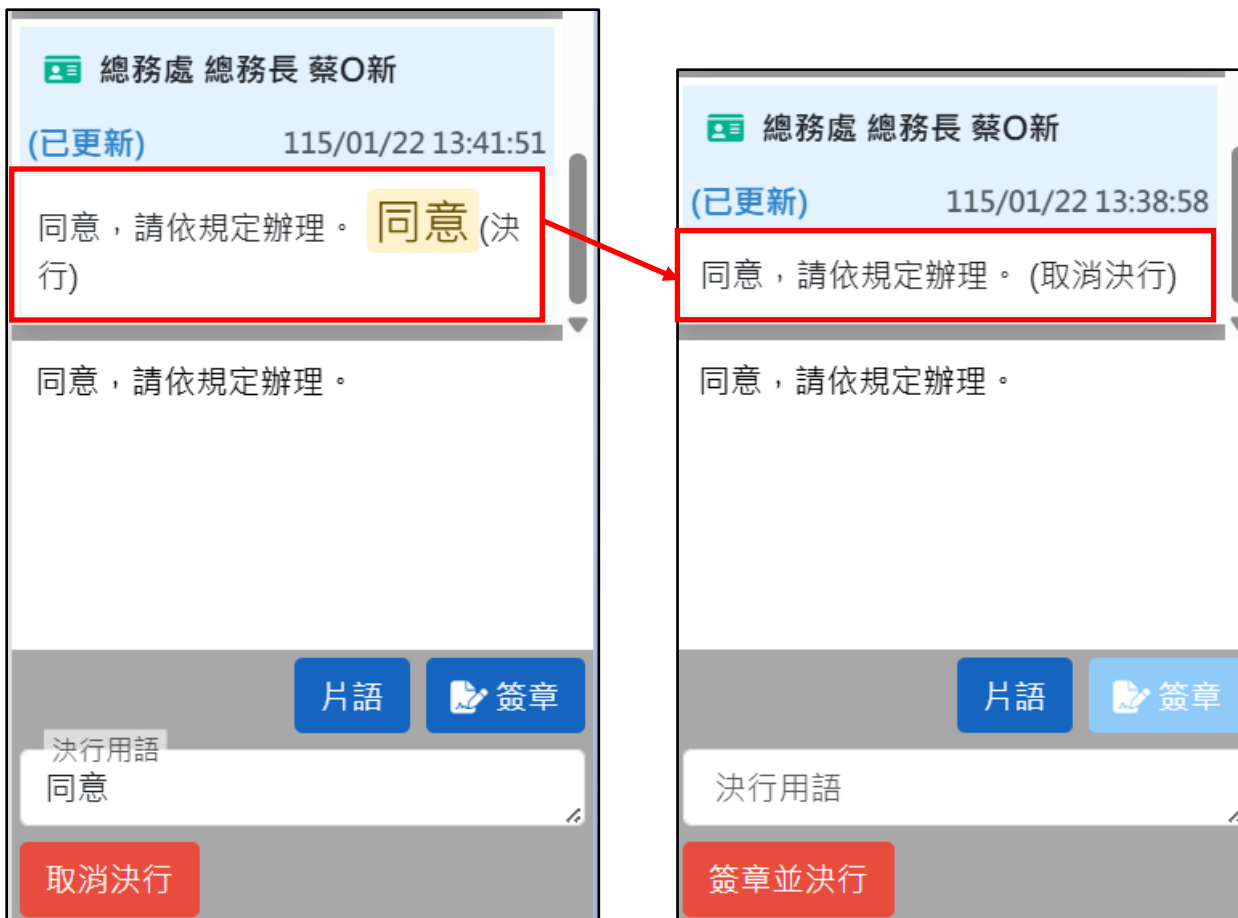 總務處 總務長 蔡O新
(已更新) 115/01/22 13:41:51
同意，請依規定辦理。 同意 (決
行)
同意，請依規定辦理。
片語 簽章
決行用語
同意
取消決行
總務處 總務長 蔡O新
(已更新) 115/01/22 13:38:58
同意，請依規定辦理。 (取消決行)
同意，請依規定辦理。
片語 簽章
決行用語
簽章並決行